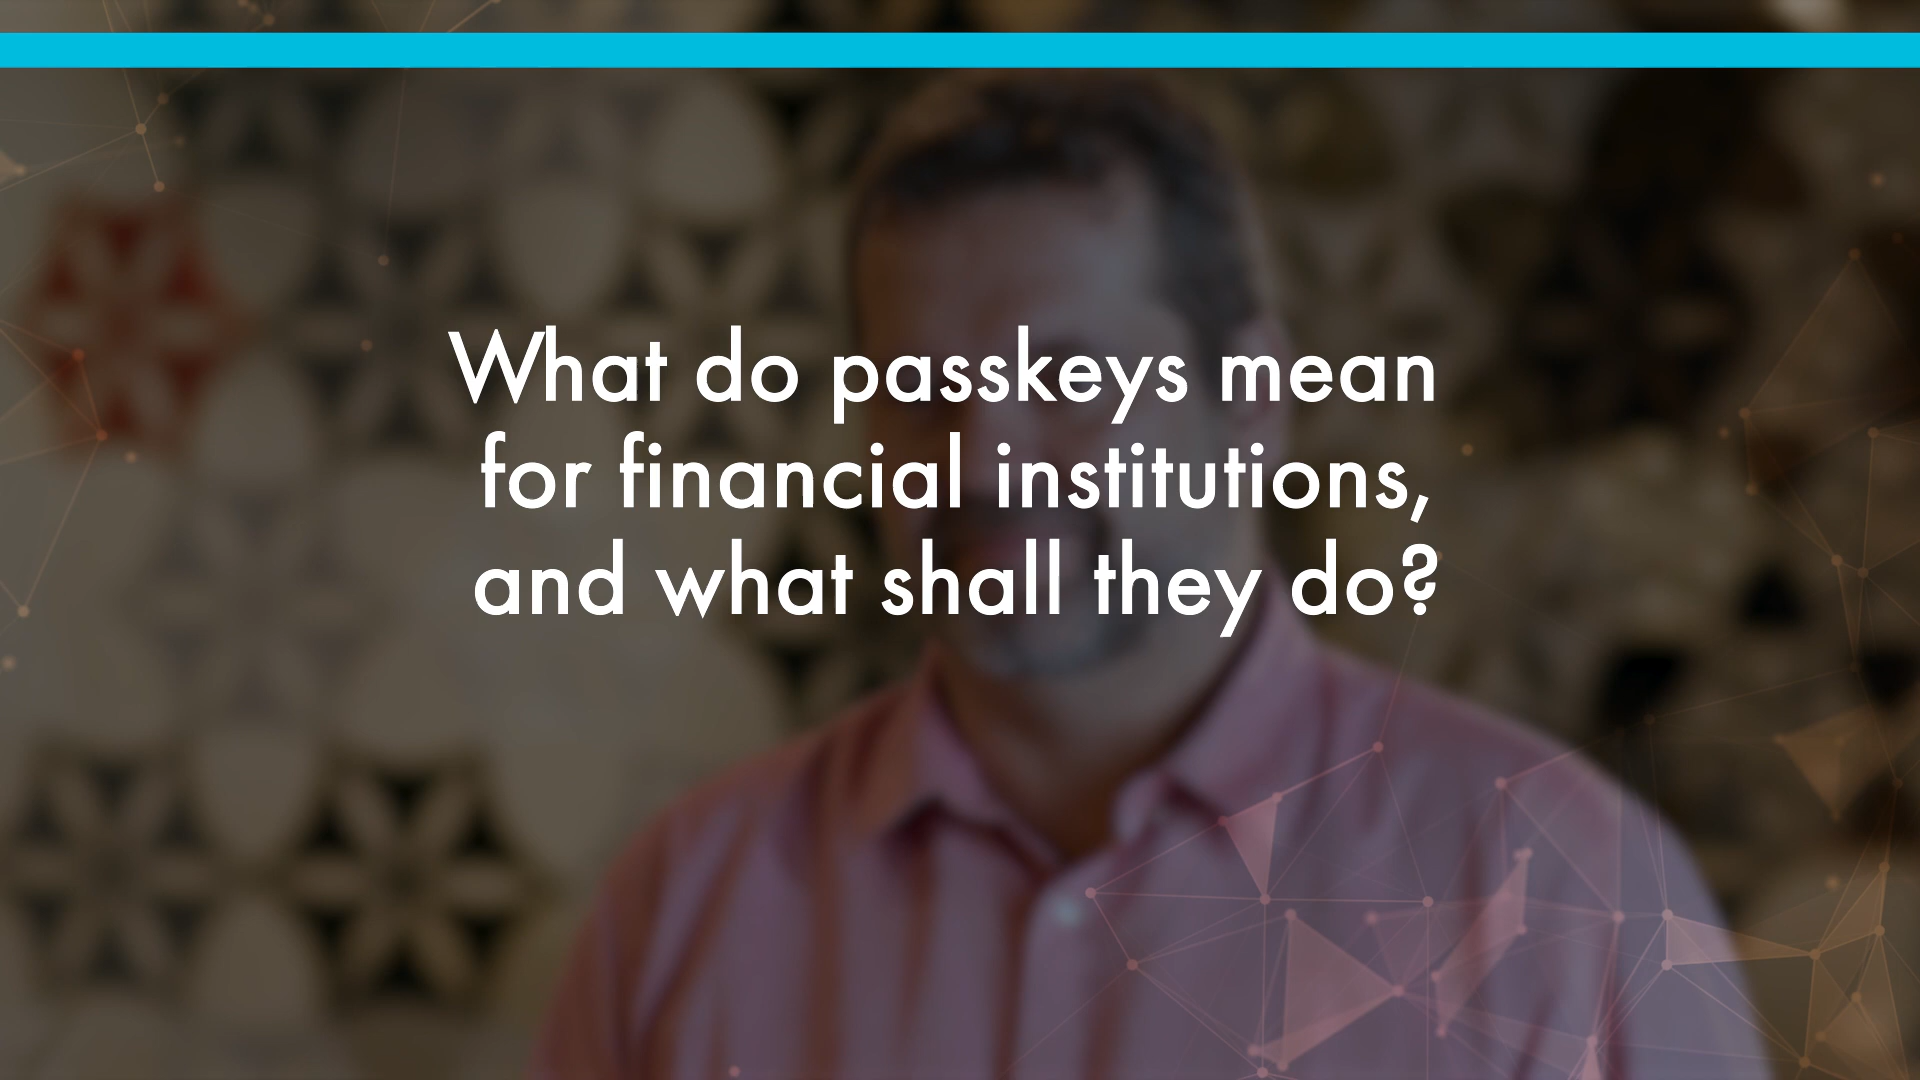 What do passkeys mean
for financial institutions,
and what shall they do?